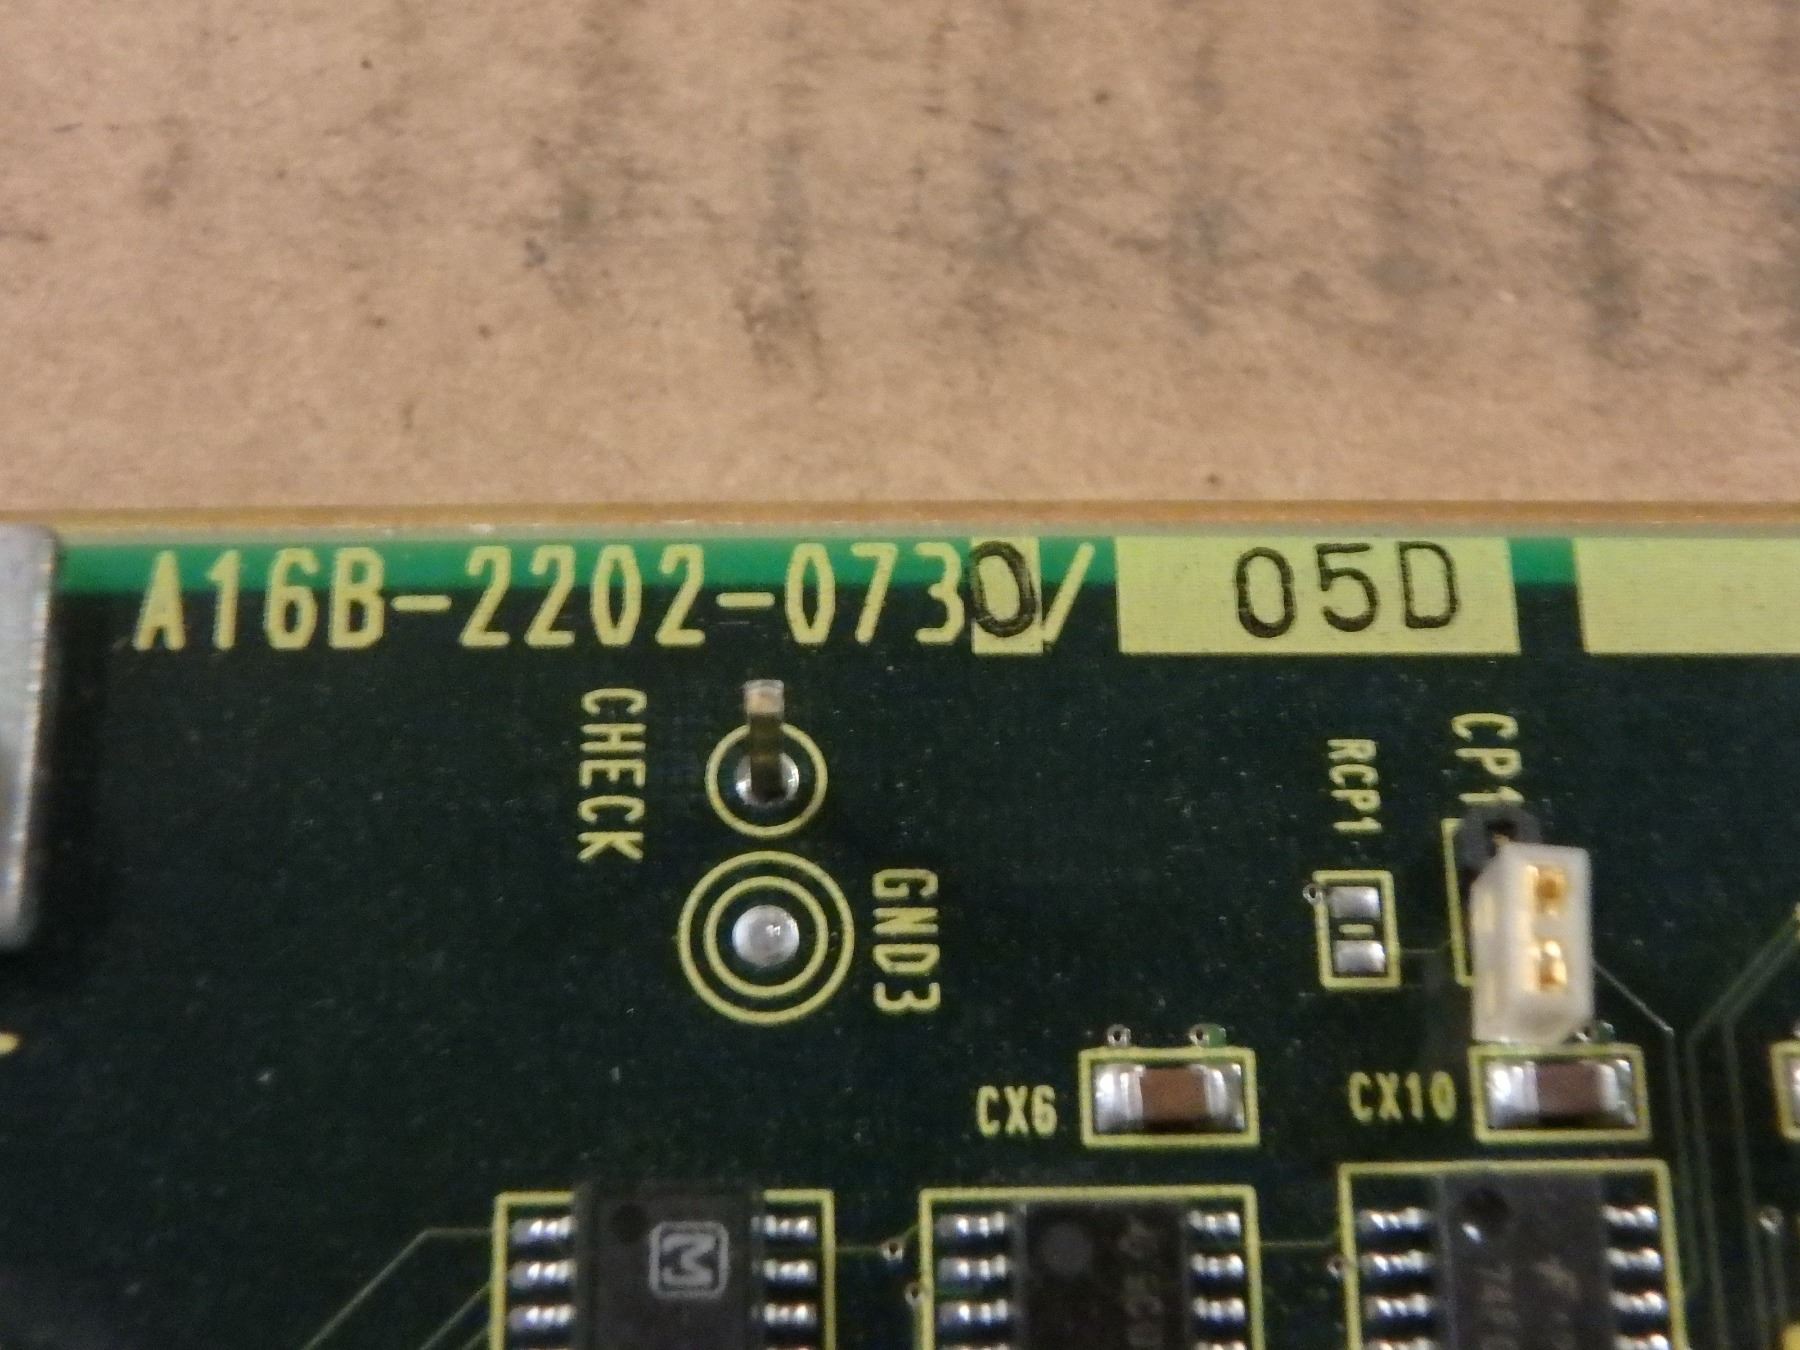 A16B-2202-0730/ 05D
CHECK
GND3
RCP1
CP1
CX6
CX10
M